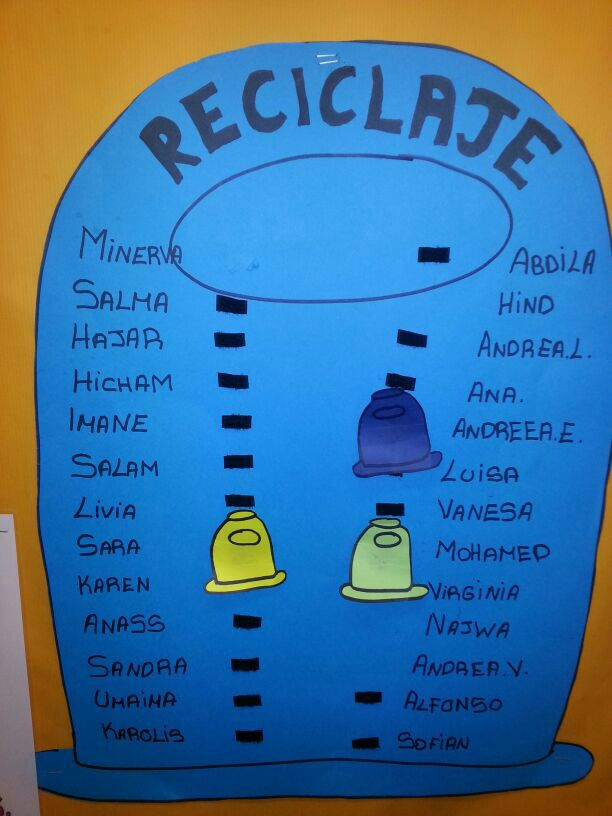 RECICLAJE
MINERVA
SALMA
HAJAR
HICHAM
IMANE
SALAM
LIVIA
SARA
KAREN
ANASS
SANDRA
UMAIMA
KAROLIS
ABDILA
HIND
ANDREA.L.
ANA.
ANDREEA.E.
LUISA
VANESA
MOHAMED
VIRGINIA
NAJWA
ANDREA.V.
ALFONSO
SOFIAN